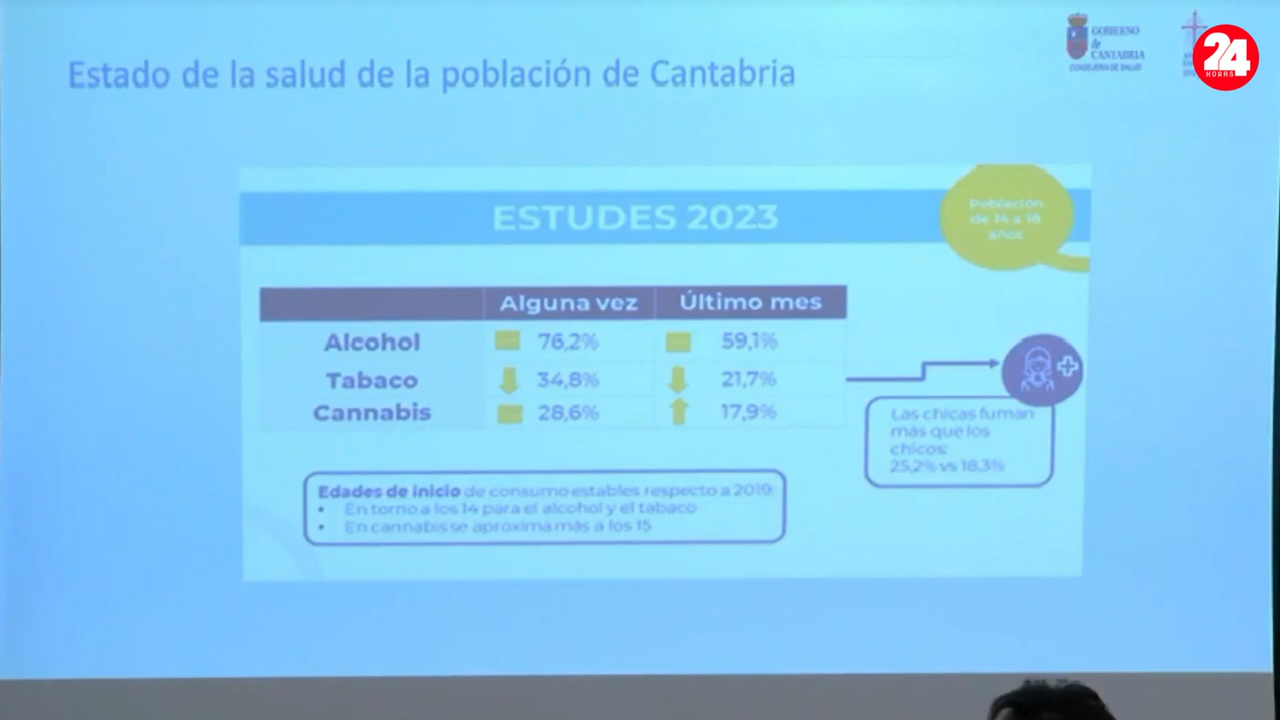 Estado de la salud de la población de Cantabria
GOBIERNO
de
CANTABRIA
CONSEJERÍA DE SALUD
24
HORAS
ESTUDES 2023
Población
de 14 a 18
años
Alguna vez Último mes
Alcohol 76,2% 59,1%
Tabaco 34,8% 21,7%
Cannabis 28,6% 17,9%
Las chicas fuman
más que los
chicos:
25,2% vs 18,3%
Edades de inicio de consumo estables respecto a 2019:
• En torno a los 14 para el alcohol y el tabaco
• En cannabis se aproxima más a los 15